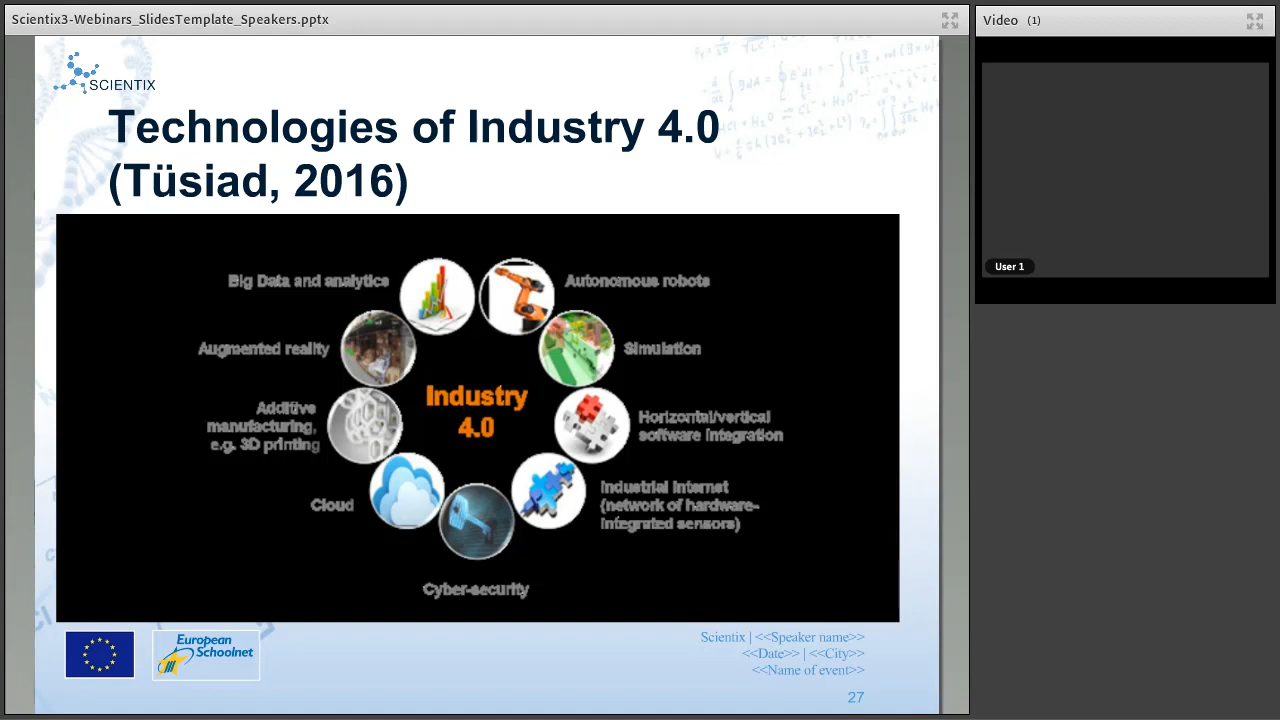 Scientix3-Webinars_SlidesTemplate_Speakers.pptx
Video (1)
SCIENTIX
Technologies of Industry 4.0
(Tüsiad, 2016)
Big Data and analytics
Autonomous robots
Augmented reality
Simulation
Industry
4.0
Additive
manufacturing,
e.g. 3D printing
Horizontal/vertical
software integration
Cloud
Industrial Internet
(network of hardware-
integrated sensors)
Cyber-security
European
Schoolnet
Scientix | <<Speaker name>>
<<Date>> | <<City>>
<<Name of event>>
27
User 1